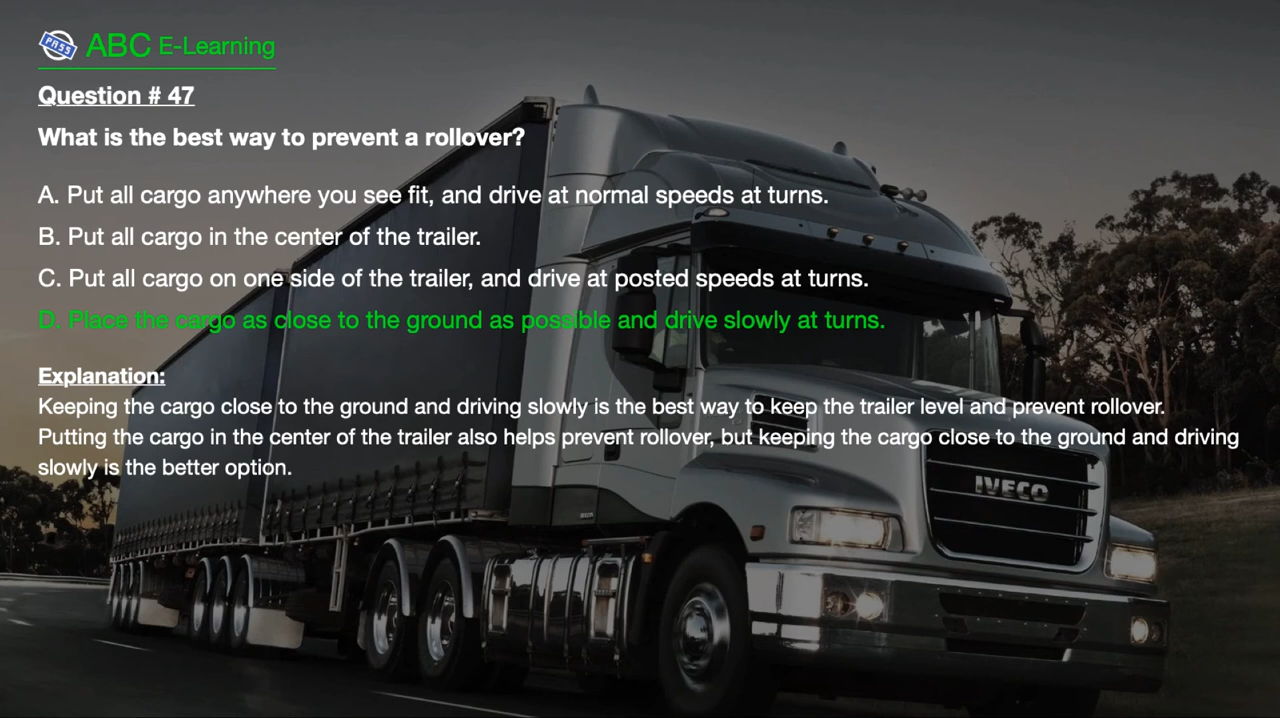 PASS
ABC E-Learning
Question # 47
What is the best way to prevent a rollover?
A. Put all cargo anywhere you see fit, and drive at normal speeds at turns.
B. Put all cargo in the center of the trailer.
C. Put all cargo on one side of the trailer, and drive at posted speeds at turns.
D. Place the cargo as close to the ground as possible and drive slowly at turns.
Explanation:
Keeping the cargo close to the ground and driving slowly is the best way to keep the trailer level and prevent rollover.
Putting the cargo in the center of the trailer also helps prevent rollover, but keeping the cargo close to the ground and driving
slowly is the better option.
IVECO